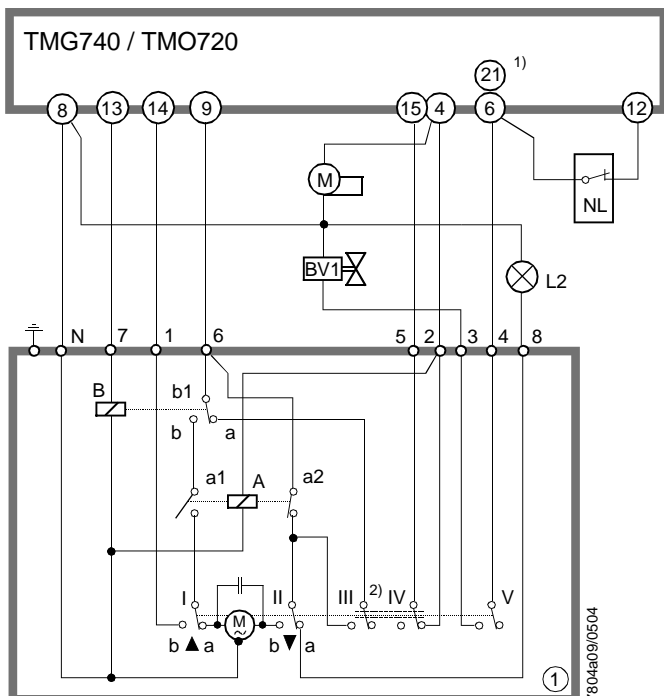 TMG740 / TMO720
21 1)
8 13 14 9 15 4 6 12
M
NL
BV1
L2
N 7 1 6 5 2 3 4 8
B b1
b a
a1 A a2
I II III 2) IV V
M
~
b ▲ a b ▼ a
1
7804a09/0504